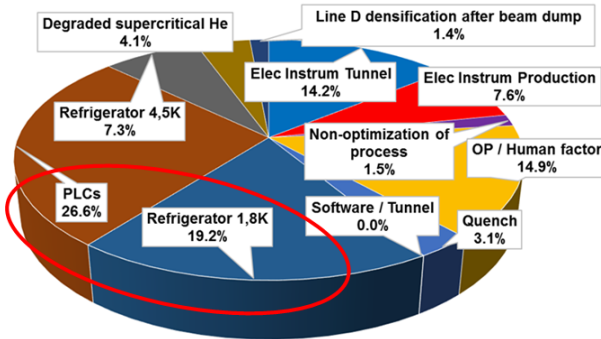 Degraded supercritical He
4.1%
Line D densification after beam dump
1.4%
Elec Instrum Tunnel
14.2%
Elec Instrum Production
7.6%
Refrigerator 4,5K
7.3%
Non-optimization of
process
1.5%
OP / Human factor
14.9%
PLCs
26.6%
Refrigerator 1,8K
19.2%
Software / Tunnel
0.0%
Quench
3.1%